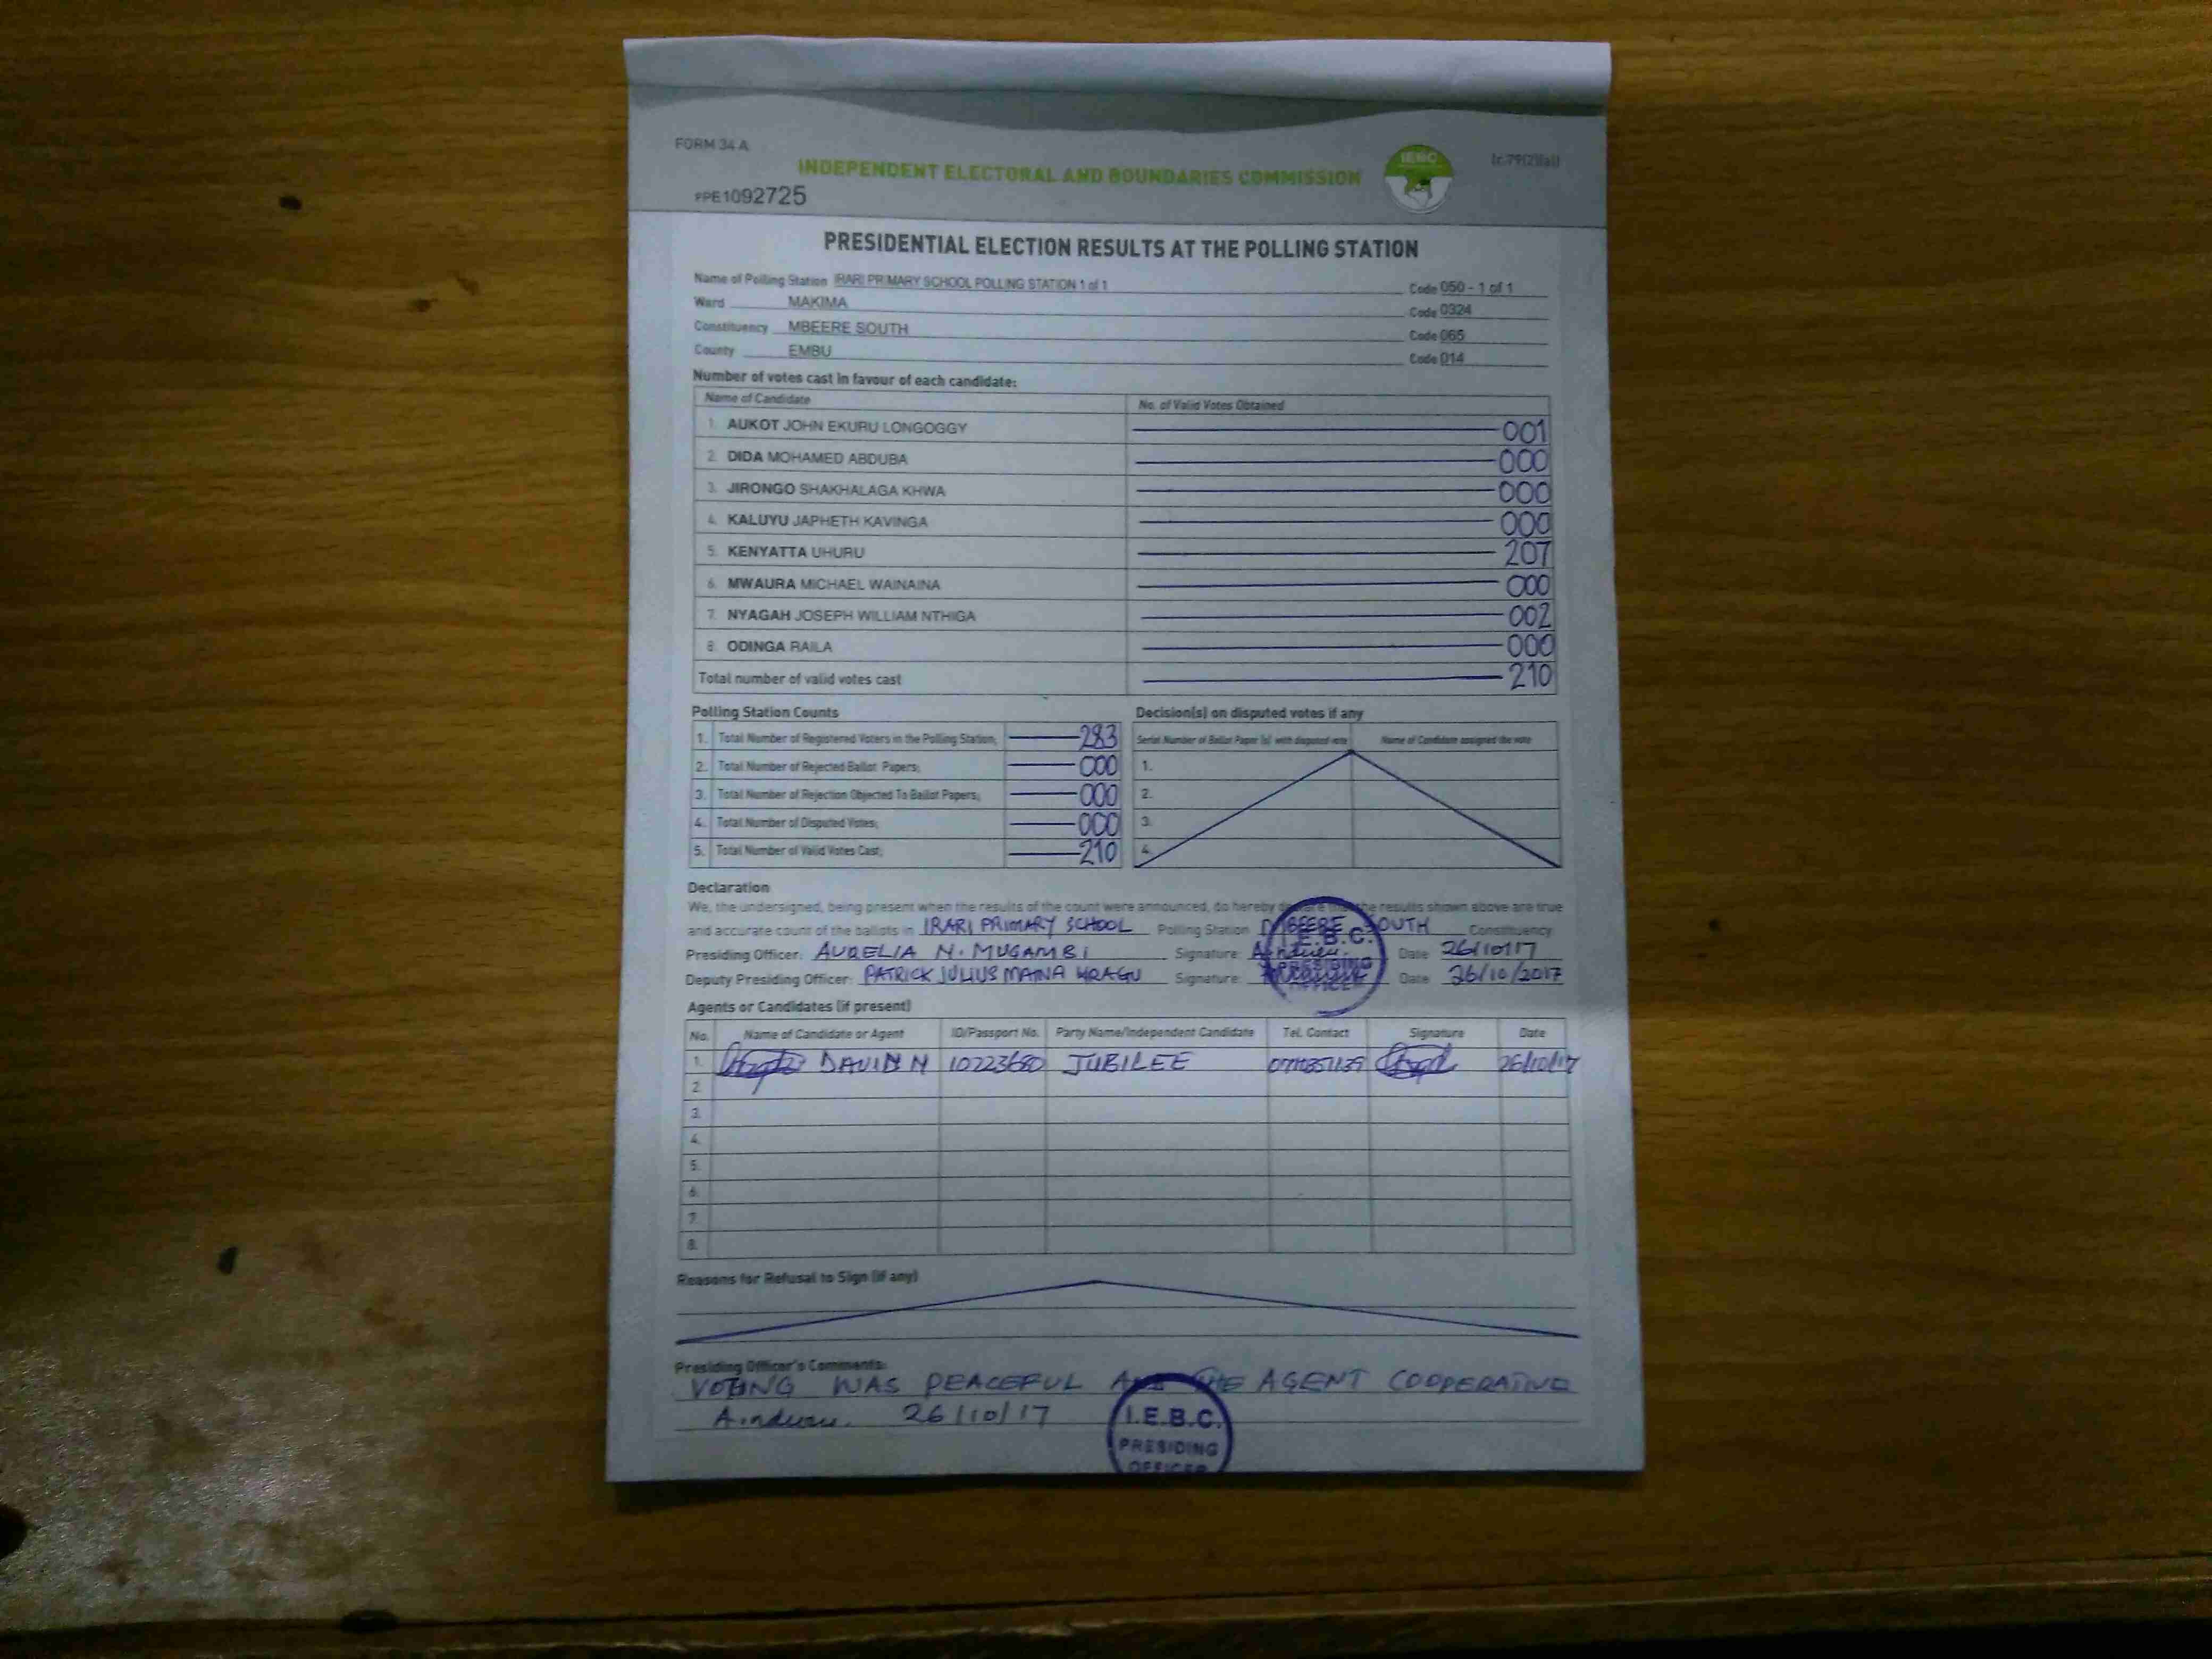 FORM 34 A
INDEPENDENT ELECTORAL AND BOUNDARIES COMMISSION
IEBC
(r.79(2)(a))
PPE1092725
PRESIDENTIAL ELECTION RESULTS AT THE POLLING STATION
Name of Polling Station IRARI PRIMARY SCHOOL POLLING STATION 1 of 1 Code 050 - 1 of 1
Ward MAKIMA Code 0324
Constituency MBEERE SOUTH Code 065
County EMBU Code 014
Number of votes cast in favour of each candidate:
Name of Candidate No. of Valid Votes Obtained
1. AUKOT JOHN EKURU LONGOGGY 001
2. DIDA MOHAMED ABDUBA 000
3. JIRONGO SHAKHALAGA KHWA 000
4. KALUYU JAPHETH KAVINGA 000
5. KENYATTA UHURU 207
6. MWAURA MICHAEL WAINAINA 000
7. NYAGAH JOSEPH WILLIAM NTHIGA 002
8. ODINGA RAILA 000
Total number of valid votes cast 210
Polling Station Counts
1. Total Number of Registered Voters in the Polling Station; 283
2. Total Number of Rejected Ballot Papers; 000
3. Total Number of Rejection Objected To Ballot Papers; 000
4. Total Number of Disputed Votes; 000
5. Total Number of Valid Votes Cast; 210
Decision(s) on disputed votes if any
Serial Number of Ballot Paper (s) with disputed vote Name of Candidate assigned the vote
1.
2.
3.
4.
Declaration
We, the undersigned, being present when the results of the count were announced, do hereby the results shown above are true
and accurate count of the ballots in IRARI PRIMARY SCHOOL Polling Station MBEERE SOUTH Constituency
Presiding Officer: AURELIA N. MUGAMBI Signature: Date 26/10/17
Deputy Presiding Officer: PATRICK JULIUS MAINA Signature: Date 26/10/2017
I.E.B.C.
PRESIDING
OFFICER
Agents or Candidates (if present)
No. Name of Candidate or Agent ID/Passport No. Party Name/Independent Candidate Tel. Contact Signature Date
1. DAVID N 10223680 JUBILEE 26/10/17
2.
3.
4.
5.
6.
7.
8.
Reasons for Refusal to Sign (if any)
Presiding Officer's Comments:
VOTING WAS PEACEFUL AND THE AGENT COOPERATIVE
26/10/17
I.E.B.C.
PRESIDING
OFFICER